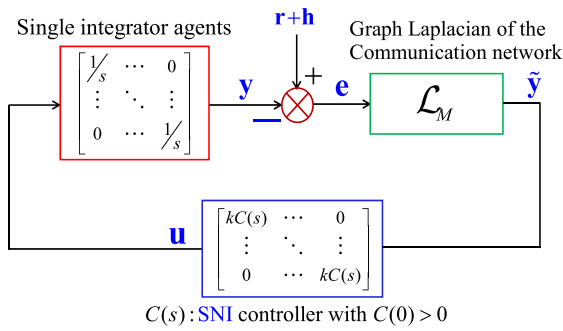 Single integrator agents
r+h
Graph Laplacian of the
Communication network
1/s ⋯ 0
⋮ ⋱ ⋮
0 ⋯ 1/s
y
−
+
e
ℒ_M
ỹ
u
kC(s) ⋯ 0
⋮ ⋱ ⋮
0 ⋯ kC(s)
C(s) : SNI controller with C(0) > 0